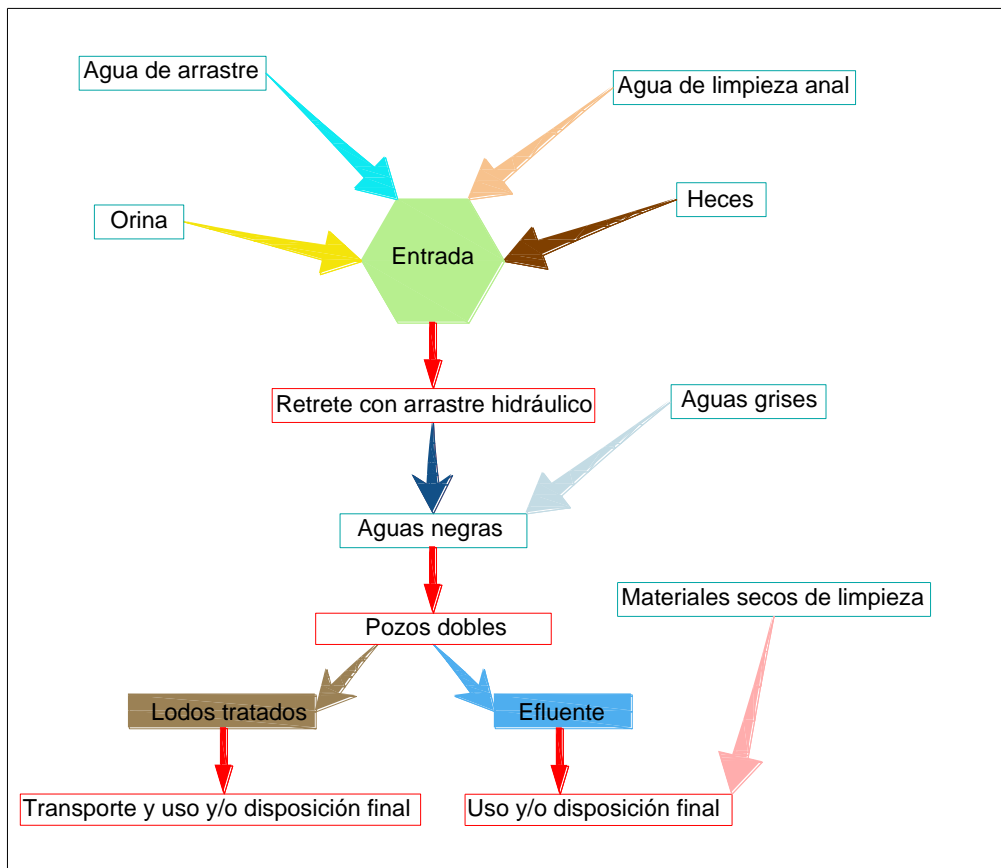 Agua de arrastre
Agua de limpieza anal
Orina
Heces
Entrada
Retrete con arrastre hidráulico
Aguas grises
Aguas negras
Materiales secos de limpieza
Pozos dobles
Lodos tratados
Efluente
Transporte y uso y/o disposición final
Uso y/o disposición final